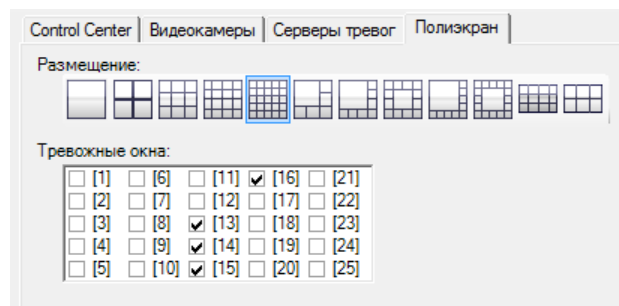 Control Center Видеокамеры Серверы тревог Полиэкран
Размещение:
Тревожные окна:
[1] [6] [11] [16] [21]
[2] [7] [12] [17] [22]
[3] [8] [13] [18] [23]
[4] [9] [14] [19] [24]
[5] [10] [15] [20] [25]